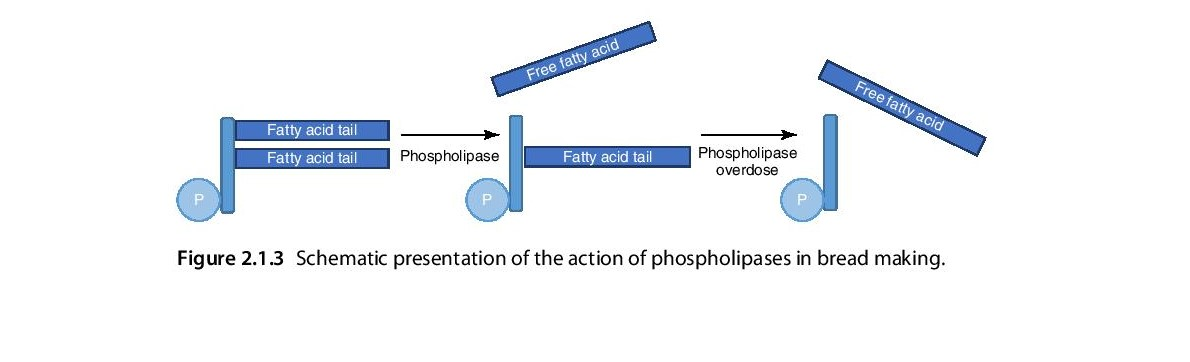 Free fatty acid
Free fatty acid
Fatty acid tail
Fatty acid tail
Phospholipase
Fatty acid tail
Phospholipase
overdose
P
P
P
Figure 2.1.3 Schematic presentation of the action of phospholipases in bread making.